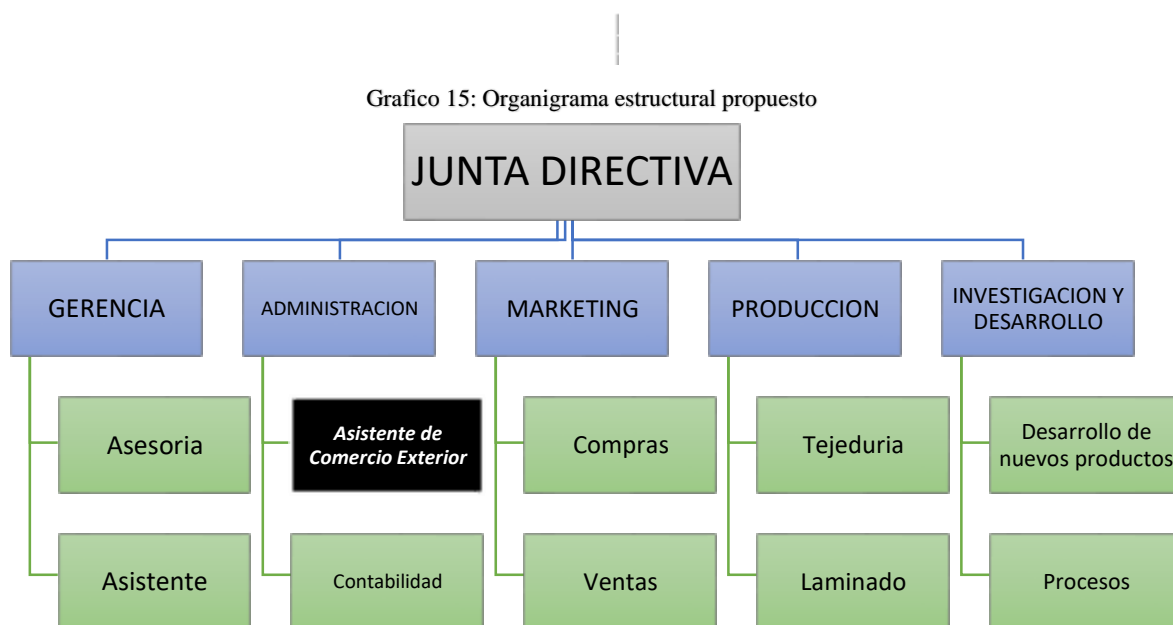 Grafico 15: Organigrama estructural propuesto
JUNTA DIRECTIVA
GERENCIA
ADMINISTRACION
MARKETING
PRODUCCION
INVESTIGACION Y
DESARROLLO
Asesoria
Asistente de
Comercio Exterior
Compras
Tejeduria
Desarrollo de
nuevos productos
Asistente
Contabilidad
Ventas
Laminado
Procesos